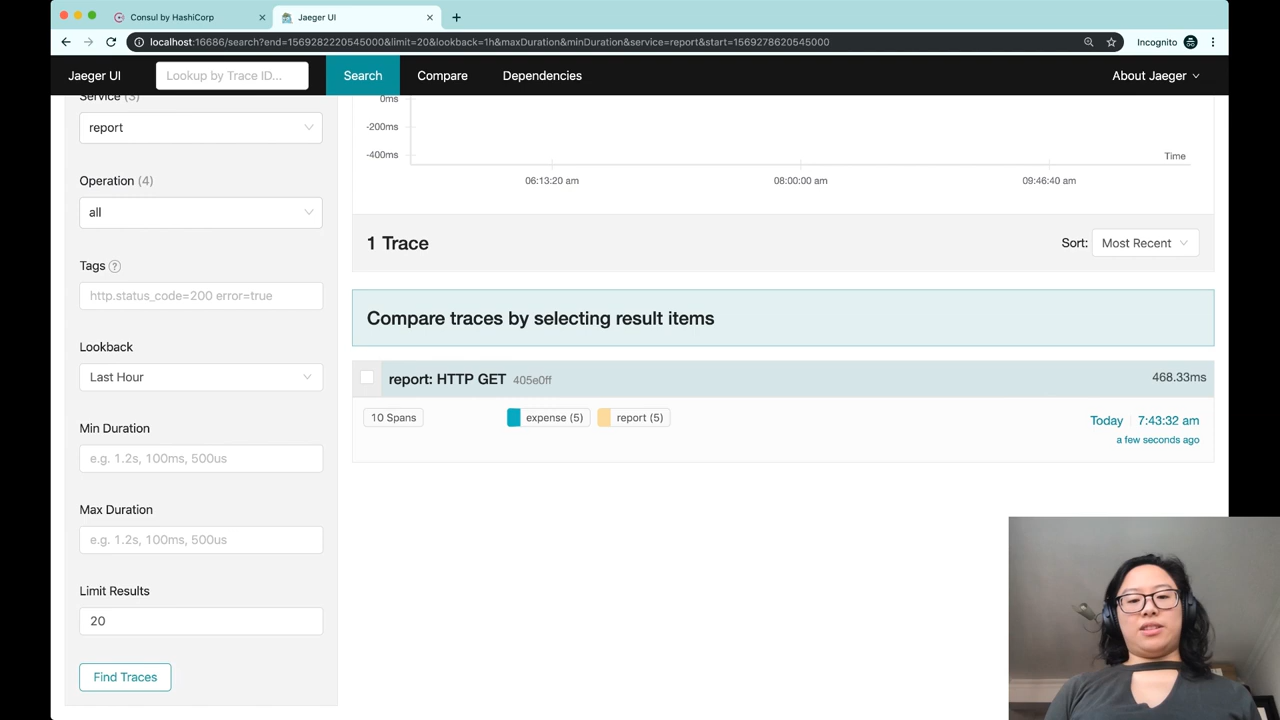 Consul by HashiCorp
Jaeger UI
localhost:16686/search?end=1569282220545000&limit=20&lookback=1h&maxDuration&minDuration&service=report&start=1569278620545000
Incognito
Jaeger UI
Lookup by Trace ID...
Search
Compare
Dependencies
About Jaeger
Service (3)
report
Operation (4)
all
Tags ?
http.status_code=200 error=true
Lookback
Last Hour
Min Duration
e.g. 1.2s, 100ms, 500us
Max Duration
e.g. 1.2s, 100ms, 500us
Limit Results
20
Find Traces
0ms
-200ms
-400ms
Time
06:13:20 am
08:00:00 am
09:46:40 am
1 Trace
Sort: Most Recent
Compare traces by selecting result items
report: HTTP GET 405e0ff
468.33ms
10 Spans
expense (5)
report (5)
Today
7:43:32 am
a few seconds ago